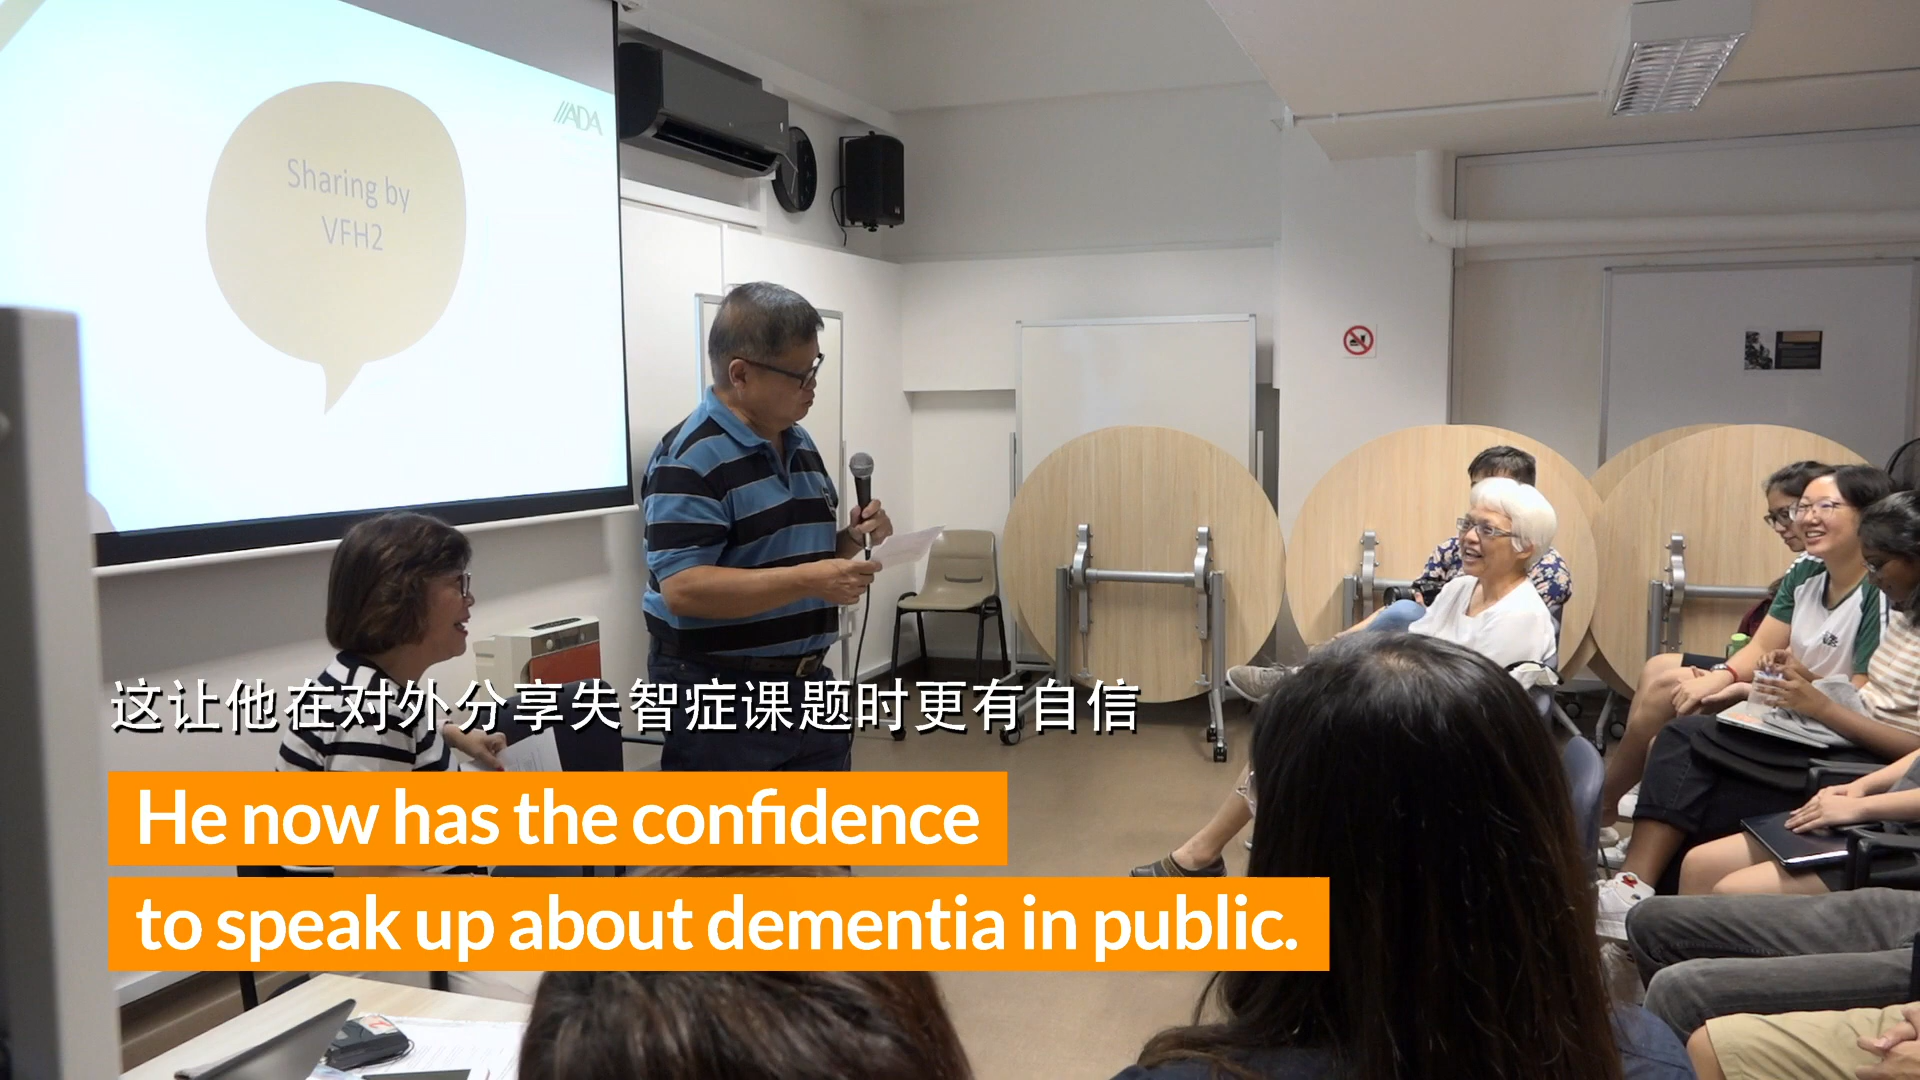 //ADA
Sharing by
VFH2
这让他在对外分享失智症课题时更有自信
He now has the confidence
to speak up about dementia in public.